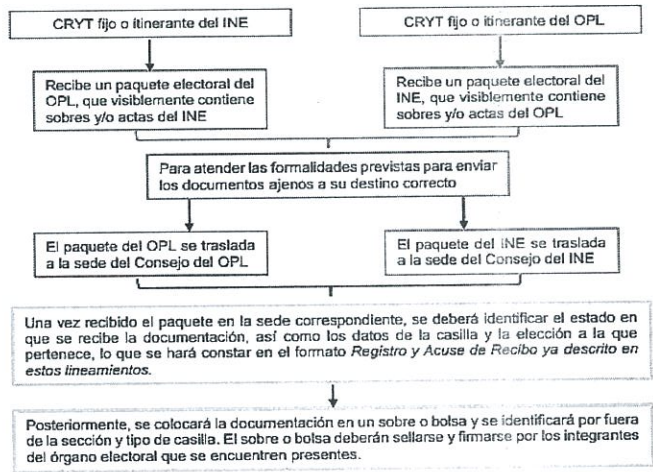 CRYT fijo o itinerante del INE
CRYT fijo o itinerante del OPL
Recibe un paquete electoral del
OPL, que visiblemente contiene
sobres y/o actas del INE
Recibe un paquete electoral del
INE, que visiblemente contiene
sobres y/o actas del OPL
Para atender las formalidades previstas para enviar
los documentos ajenos a su destino correcto
El paquete del OPL se traslada
a la sede del Consejo del OPL
El paquete del INE se traslada
a la sede del Consejo del INE
Una vez recibido el paquete en la sede correspondiente, se deberá identificar el estado en
que se recibe la documentación, así como los datos de la casilla y la elección a la que
pertenece, lo que se hará constar en el formato Registro y Acuse de Recibo ya descrito en
estos lineamientos.
Posteriormente, se colocará la documentación en un sobre o bolsa y se identificará por fuera
de la sección y tipo de casilla. El sobre o bolsa deberán sellarse y firmarse por los integrantes
del órgano electoral que se encuentren presentes.